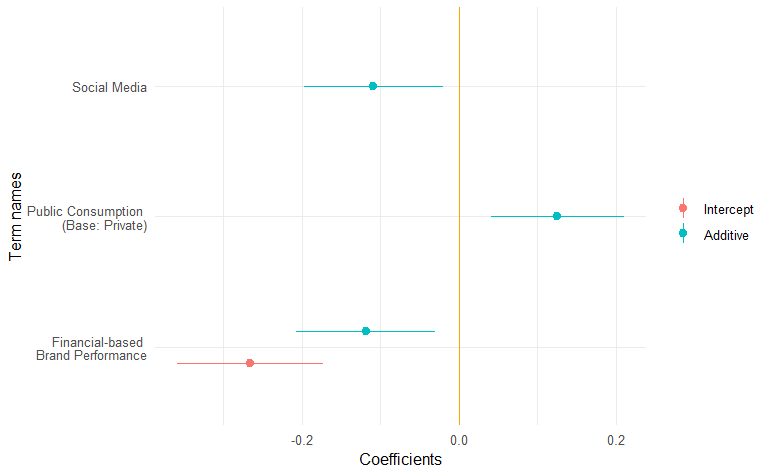 Social Media
Public Consumption
(Base: Private)
Financial-based
Brand Performance
Term names
-0.2
0.0
0.2
Coefficients
Intercept
Additive